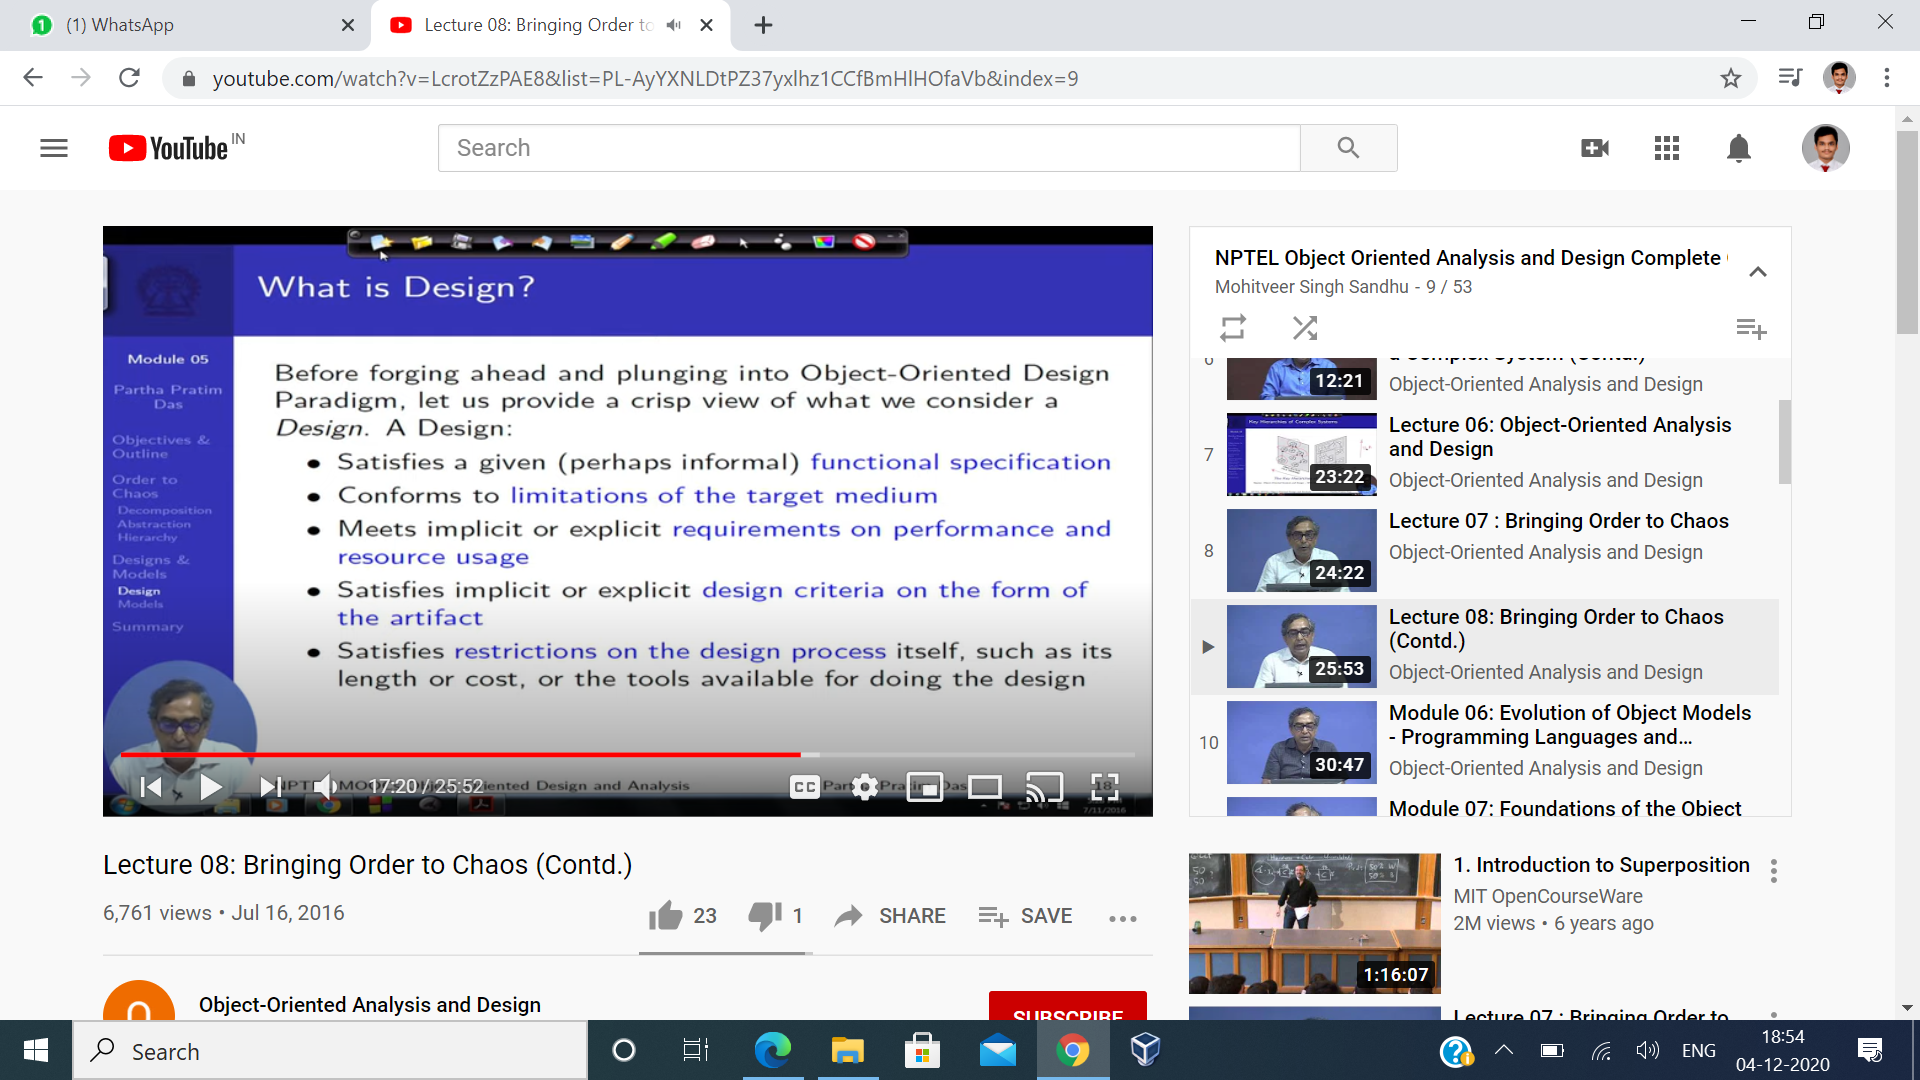 (1) WhatsApp
Lecture 08: Bringing Order to
youtube.com/watch?v=LcrotZzPAE8&list=PL-AyYXNLDtPZ37yxlhz1CCfBmHlHOfaVb&index=9
YouTube IN
Search
What is Design?
Module 05
Partha Pratim
Das
Objectives &
Outline
Order to
Chaos
Decomposition
Abstraction
Hierarchy
Designs &
Models
Design
Models
Summary
Before forging ahead and plunging into Object-Oriented Design
Paradigm, let us provide a crisp view of what we consider a
Design. A Design:
• Satisfies a given (perhaps informal) functional specification
• Conforms to limitations of the target medium
• Meets implicit or explicit requirements on performance and
resource usage
• Satisfies implicit or explicit design criteria on the form of
the artifact
• Satisfies restrictions on the design process itself, such as its
length or cost, or the tools available for doing the design
17:20 / 25:52
iented Design and Analysis
CC
18
7/11/2016
NPTEL Object Oriented Analysis and Design Complete
Mohitveer Singh Sandhu - 9 / 53
6
a Complex System (Contd.)
12:21
Object-Oriented Analysis and Design
7
Key Hierarchies of Complex Systems
23:22
Lecture 06: Object-Oriented Analysis
and Design
Object-Oriented Analysis and Design
8
24:22
Lecture 07 : Bringing Order to Chaos
Object-Oriented Analysis and Design
25:53
Lecture 08: Bringing Order to Chaos
(Contd.)
Object-Oriented Analysis and Design
10
30:47
Module 06: Evolution of Object Models
- Programming Languages and...
Object-Oriented Analysis and Design
Module 07: Foundations of the Object
Lecture 08: Bringing Order to Chaos (Contd.)
6,761 views • Jul 16, 2016
23
1
SHARE
SAVE
Object-Oriented Analysis and Design
SUBSCRIBE
1:16:07
1. Introduction to Superposition
MIT OpenCourseWare
2M views • 6 years ago
Lecture 07 : Bringing Order to
Search
ENG
18:54
04-12-2020